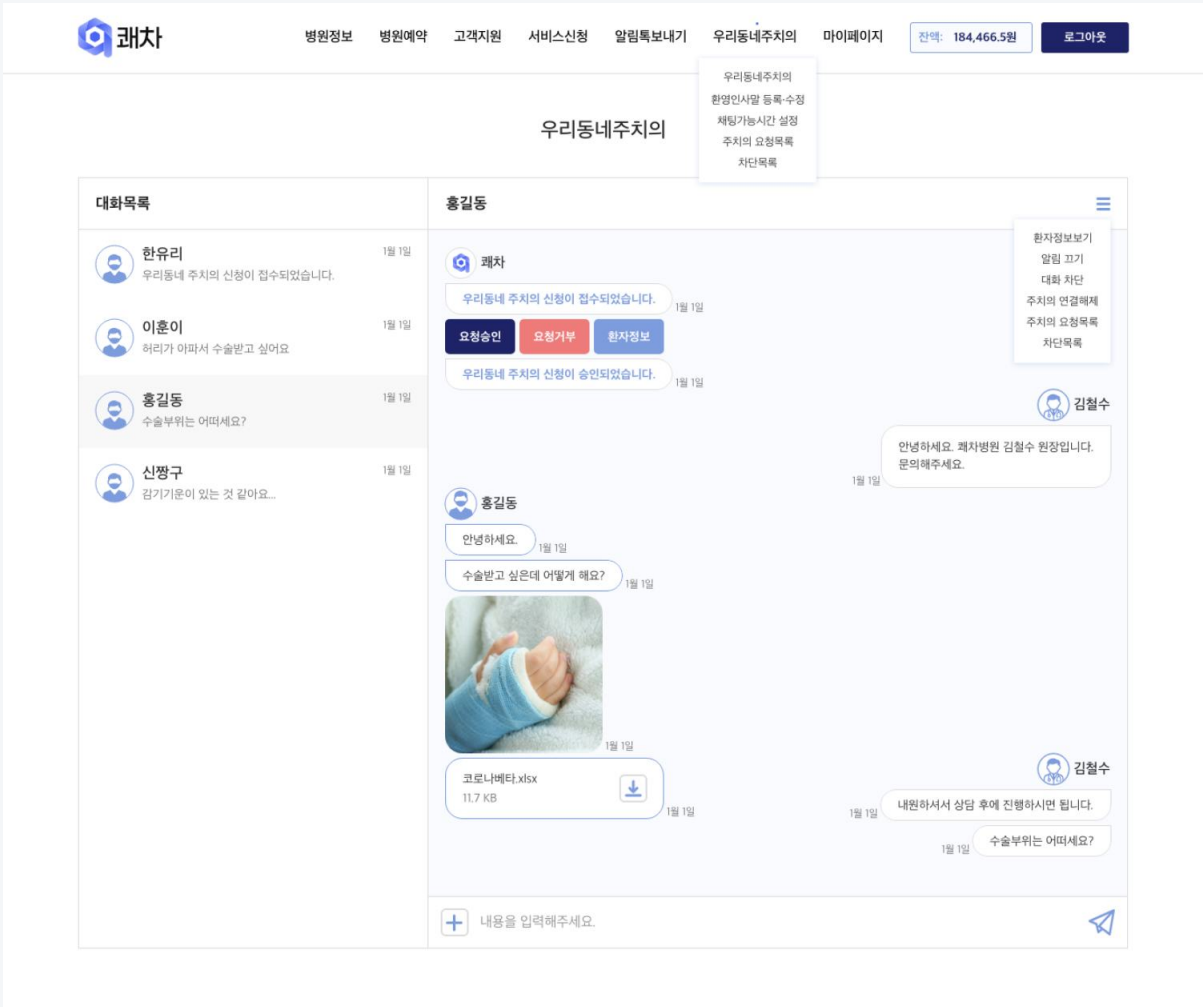 쾌차
병원정보 병원예약 고객지원 서비스신청 알림톡보내기 우리동네주치의 마이페이지 잔액: 184,466.5원 로그아웃
우리동네주치의
환영인사말 등록·수정
채팅가능시간 설정
주치의 요청목록
차단목록
우리동네주치의
대화목록
한유리 1월 1일
우리동네 주치의 신청이 접수되었습니다.
이훈이 1월 1일
허리가 아파서 수술받고 싶어요
홍길동 1월 1일
수술부위는 어떠세요?
신짱구 1월 1일
감기기운이 있는 것 같아요...
홍길동
환자정보보기
알림 끄기
대화 차단
주치의 연결해제
주치의 요청목록
차단목록
쾌차
우리동네 주치의 신청이 접수되었습니다. 1월 1일
요청승인 요청거부 환자정보
우리동네 주치의 신청이 승인되었습니다. 1월 1일
김철수
안녕하세요. 쾌차병원 김철수 원장입니다.
문의해주세요.
1월 1일
홍길동
안녕하세요. 1월 1일
수술받고 싶은데 어떻게 해요? 1월 1일
1월 1일
코로나베타.xlsx
11.7 KB
1월 1일
김철수
1월 1일 내원하셔서 상담 후에 진행하시면 됩니다.
1월 1일 수술부위는 어떠세요?
내용을 입력해주세요.